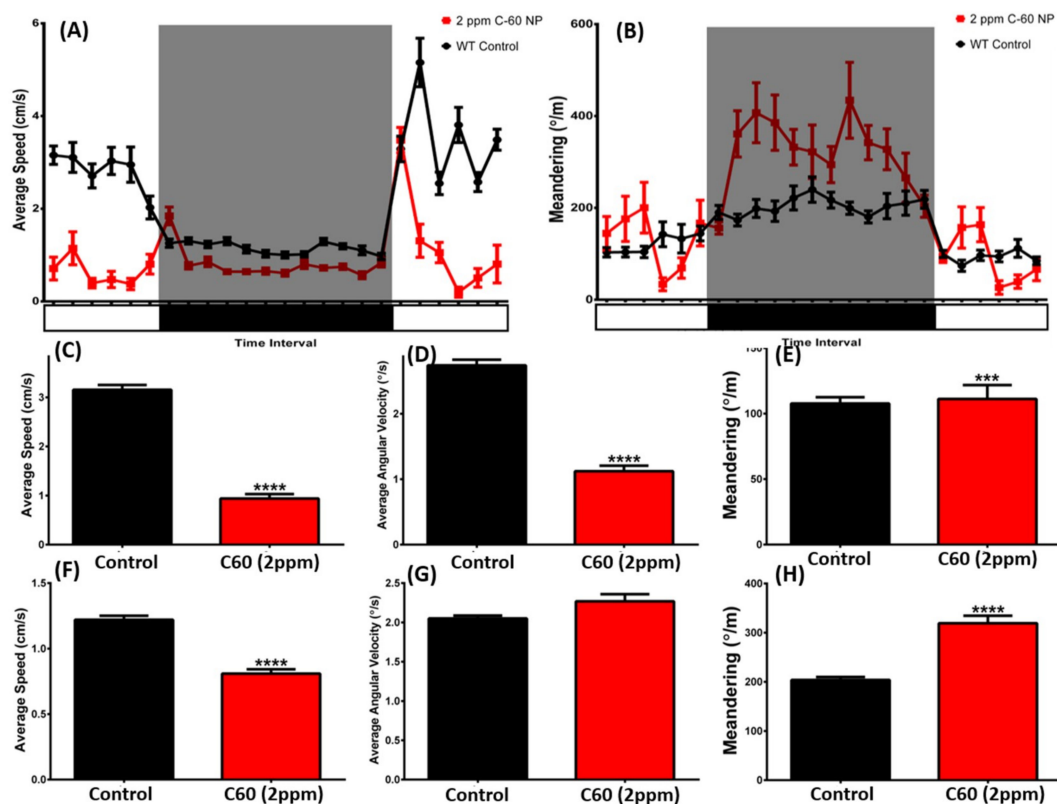 (A)
2 ppm C-60 NP
WT Control
Average Speed (cm/s)
6
4
2
0
Time Interval
(B)
2 ppm C-60 NP
WT Control
Meandering (°/m)
600
400
200
0
Time Interval
(C)
Average Speed (cm/s)
3
2
1
0
Control
C60 (2ppm)
****
(D)
Average Angular Velocity (°/s)
2
1
0
Control
C60 (2ppm)
****
(E)
Meandering (°/m)
150
100
50
0
Control
C60 (2ppm)
***
(F)
Average Speed (cm/s)
1.5
1.0
0.5
0.0
Control
C60 (2ppm)
****
(G)
Average Angular Velocity (°/s)
2.5
2.0
1.5
1.0
0.5
0.0
Control
C60 (2ppm)
(H)
Meandering (°/m)
400
300
200
100
0
Control
C60 (2ppm)
****